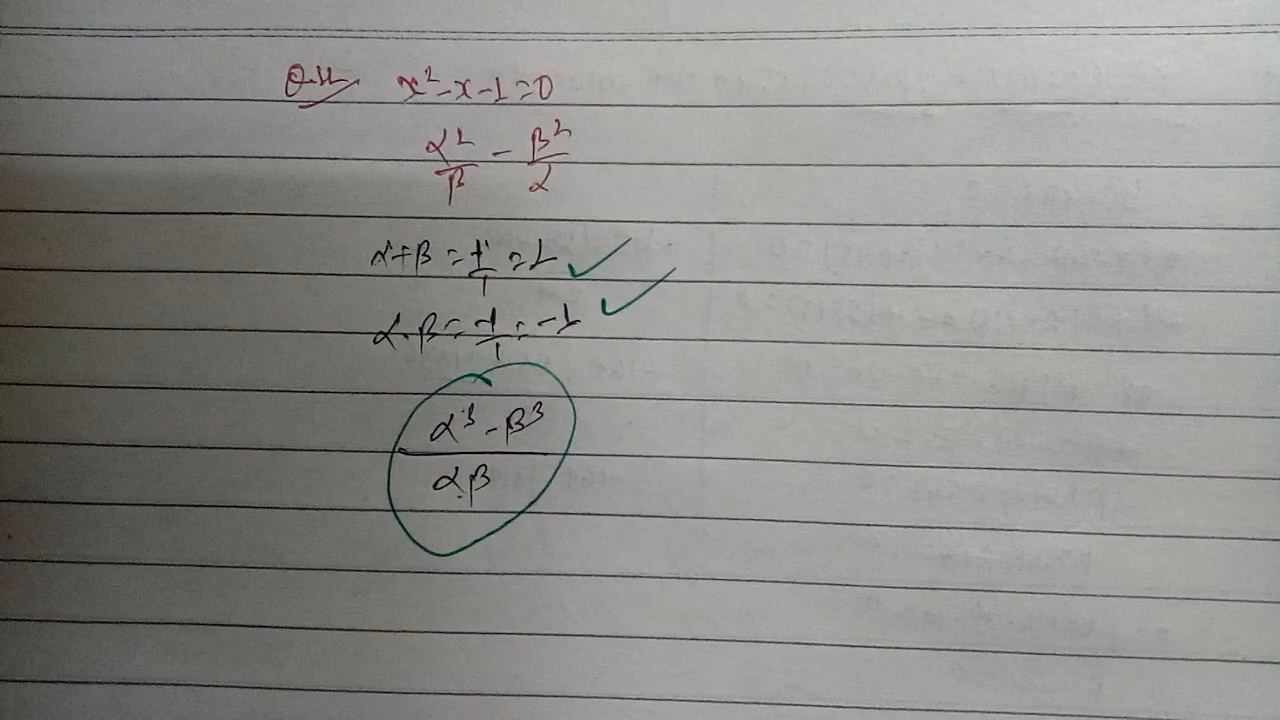 Q.11. x²-x-1=0
α²/β - β²/α
α+β = 1/1 = 1 ✓
α.β = -1/1 = -1 ✓
α³-β³
αβ